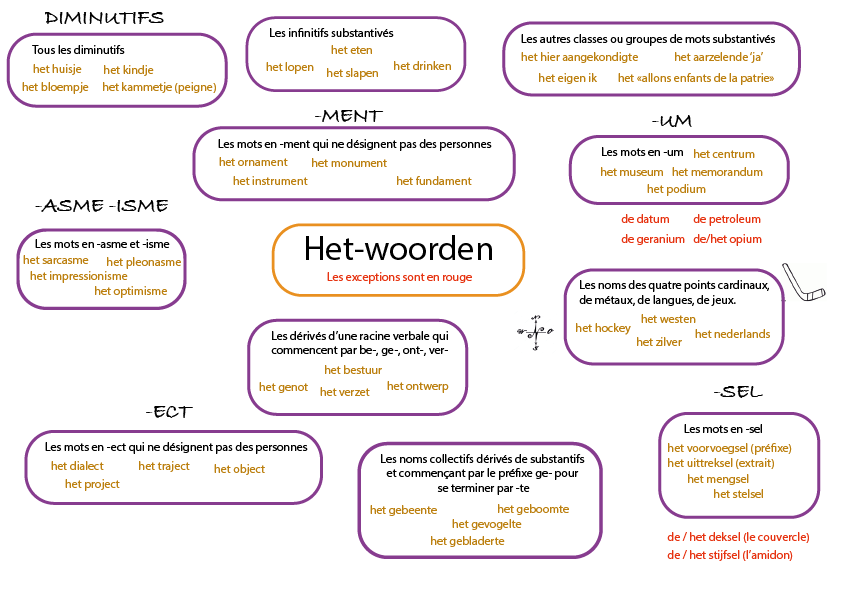 DIMINUTIFS
Tous les diminutifs
het huisje het kindje
het bloempje het kammetje (peigne)
Les infinitifs substantivés
het eten
het lopen het slapen het drinken
Les autres classes ou groupes de mots substantivés
het hier aangekondigte het aarzelende ‘ja’
het eigen ik het «allons enfants de la patrie»
-MENT
Les mots en -ment qui ne désignent pas des personnes
het ornament het monument
het instrument het fundament
-UM
Les mots en -um het centrum
het museum het memorandum
het podium
de datum de petroleum
de geranium de/het opium
-ASME -ISME
Les mots en -asme et -isme
het sarcasme het pleonasme
het impressionisme
het optimisme
Het-woorden
Les exceptions sont en rouge
Les noms des quatre points cardinaux,
de métaux, de langues, de jeux.
het westen
het hockey het nederlands
het zilver
Les dérivés d’une racine verbale qui
commencent par be-, ge-, ont-, ver-
het bestuur
het genot het verzet het ontwerp
-ECT
Les mots en -ect qui ne désignent pas des personnes
het dialect het traject het object
het project
Les noms collectifs dérivés de substantifs
et commençant par le préfixe ge- pour
se terminer par -te
het gebeente het geboomte
het gevogelte
het gebladerte
-SEL
Les mots en -sel
het voorvoegsel (préfixe)
het uittreksel (extrait)
het mengsel
het stelsel
de / het deksel (le couvercle)
de / het stijfsel (l’amidon)